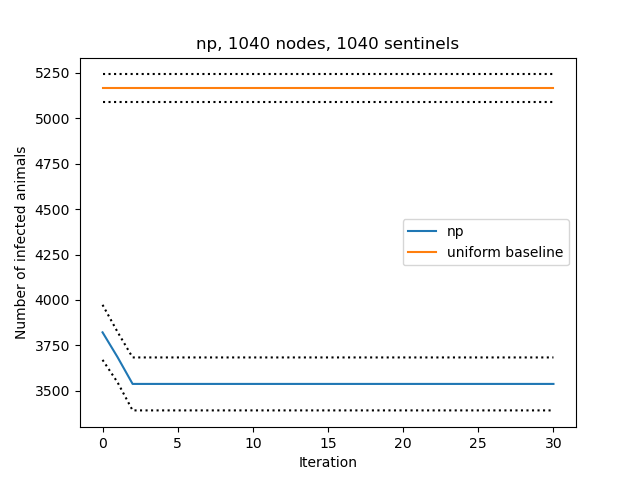 np, 1040 nodes, 1040 sentinels
Number of infected animals
5250
5000
4750
4500
4250
4000
3750
3500
np
uniform baseline
0 5 10 15 20 25 30
Iteration